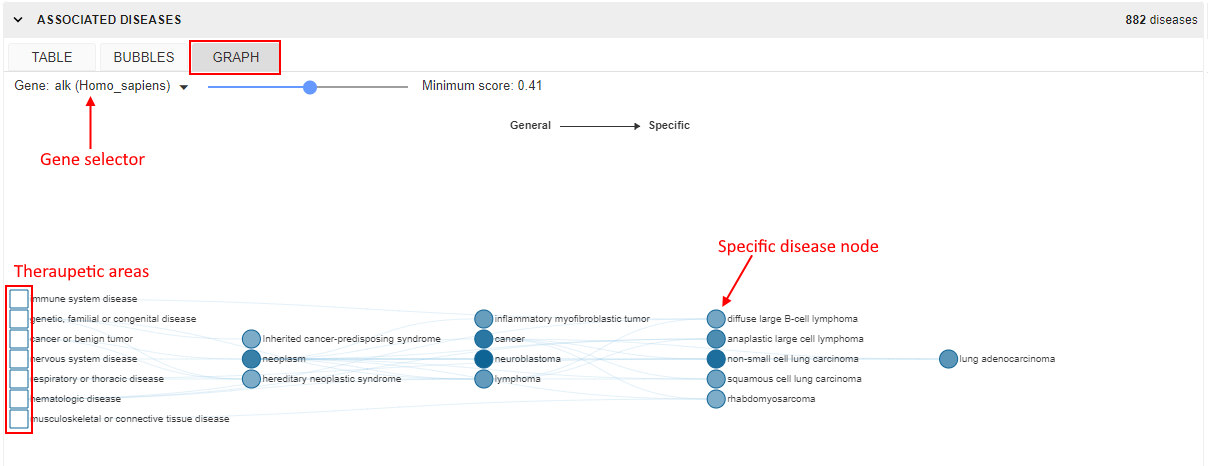 ASSOCIATED DISEASES 882 diseases
TABLE BUBBLES GRAPH
Gene: alk (Homo_sapiens) Minimum score: 0.41
General Specific
Gene selector
Specific disease node
Theraupetic areas
immune system disease
genetic, familial or congenital disease inflammatory myofibroblastic tumor diffuse large B-cell lymphoma
cancer or benign tumor Inherited cancer-predisposing syndrome cancer anaplastic large cell lymphoma
nervous system disease neoplasm neuroblastoma non-small cell lung carcinoma lung adenocarcinoma
respiratory or thoracic disease hereditary neoplastic syndrome lymphoma squamous cell lung carcinoma
hematologic disease rhabdomyosarcoma
musculoskeletal or connective tissue disease